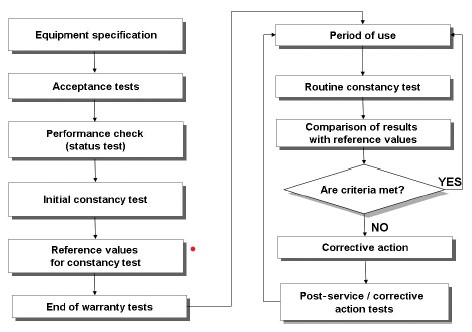 Equipment specification
Acceptance tests
Performance check
(status test)
Initial constancy test
Reference values
for constancy test
End of warranty tests
Period of use
Routine constancy test
Comparison of results
with reference values
Are criteria met?
YES
NO
Corrective action
Post-service / corrective
action tests